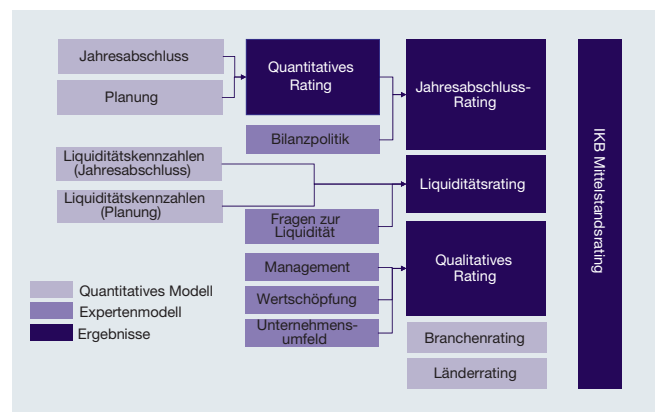 Jahresabschluss
Planung
Quantitatives
Rating
Bilanzpolitik
Jahresabschluss-
Rating
Liquiditätskennzahlen
(Jahresabschluss)
Liquiditätskennzahlen
(Planung)
Fragen zur
Liquidität
Liquiditätsrating
Management
Wertschöpfung
Unternehmens-
umfeld
Qualitatives
Rating
Branchenrating
Länderrating
IKB Mittelstandsrating
Quantitatives Modell
Expertenmodell
Ergebnisse